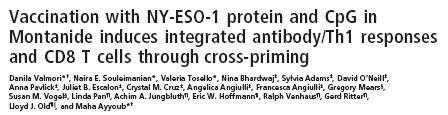 Vaccination with NY-ESO-1 protein and CpG in
Montanide induces integrated antibody/Th1 responses
and CD8 T cells through cross-priming
Danila Valmori*†, Naira E. Souleimanian*, Valeria Tosello*, Nina Bhardwaj‡, Sylvia Adams‡, David O'Neill‡,
Anna Pavlick‡, Juliet B. Escalon‡, Crystal M. Cruz‡, Angelica Angiulli‡, Francesca Angiulli‡, Gregory Mears§,
Susan M. Vogel§, Linda Pan¶, Achim A. Jungbluth¶, Eric W. Hoffmann¶, Ralph Venhaus¶, Gerd Ritter¶,
Lloyd J. Old¶‖, and Maha Ayyoub*†